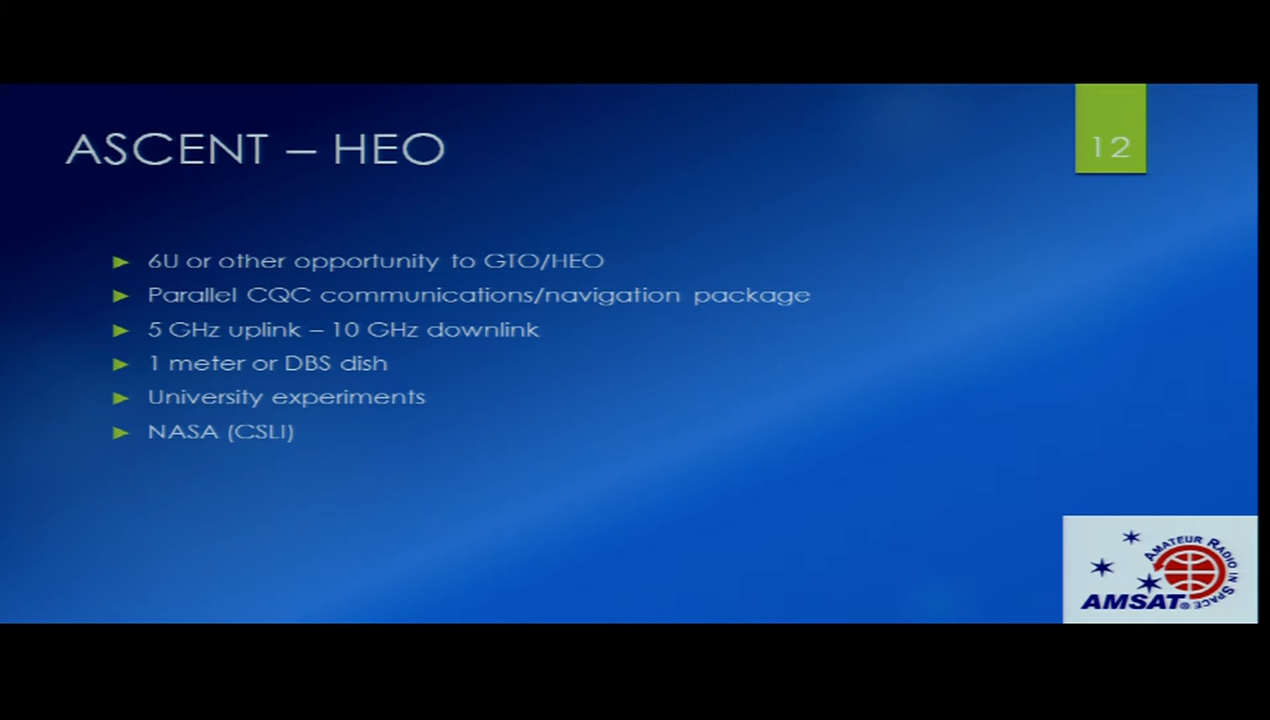 ASCENT – HEO
12
6U or other opportunity to GTO/HEO
Parallel CQC communications/navigation package
5 GHz uplink – 10 GHz downlink
1 meter or DBS dish
University experiments
NASA (CSLI)
AMATEUR RADIO IN SPACE
AMSAT®